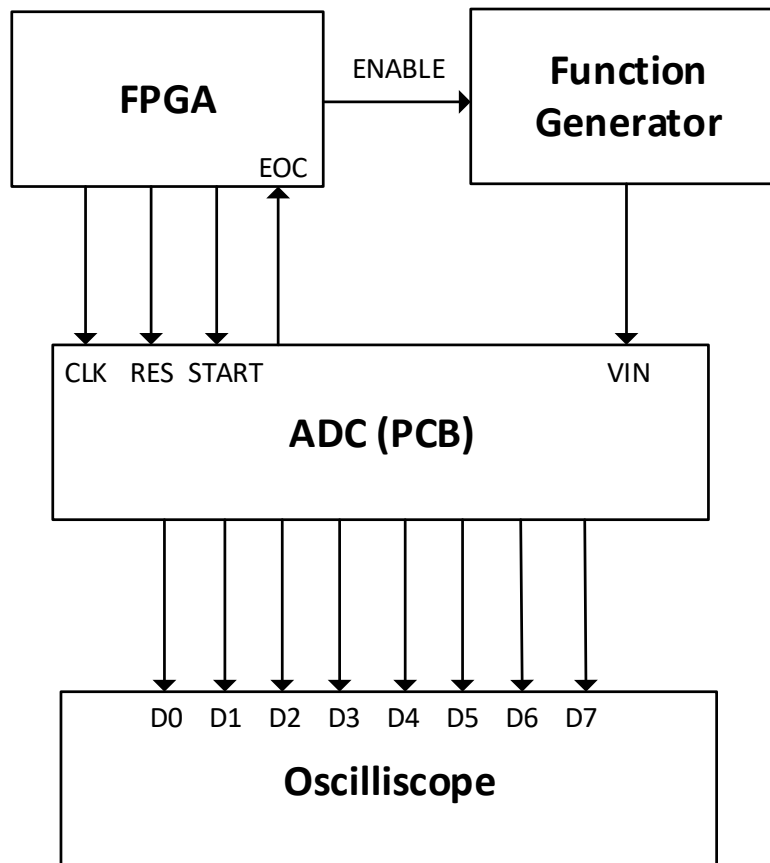 FPGA
ENABLE
Function
Generator
EOC
CLK RES START VIN
ADC (PCB)
D0 D1 D2 D3 D4 D5 D6 D7
Oscilliscope